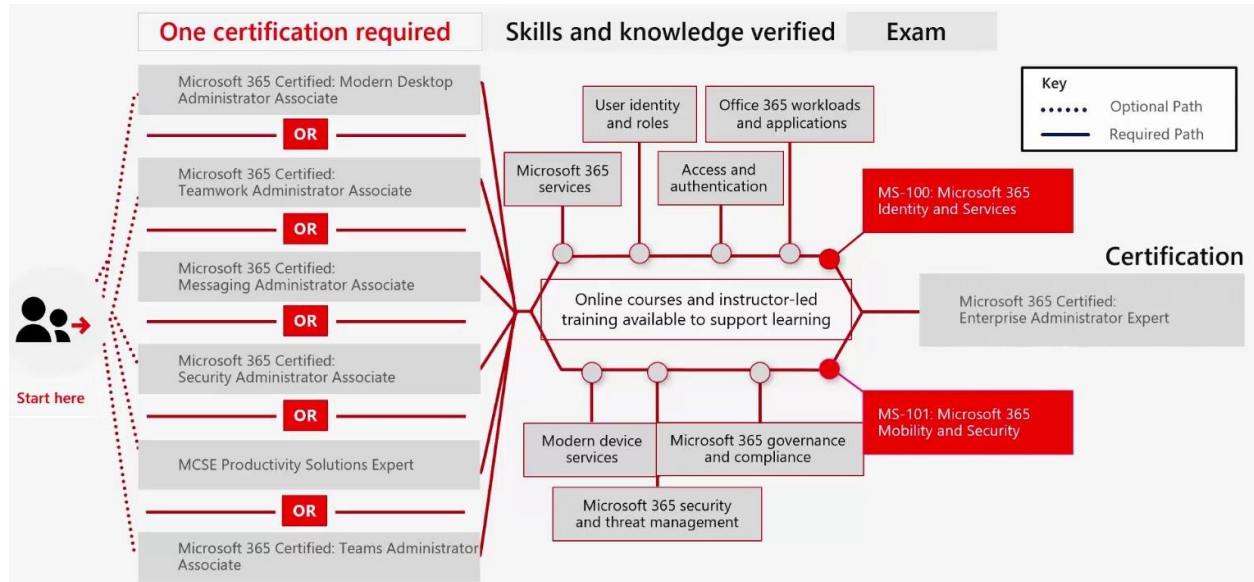 One certification required
Skills and knowledge verified
Exam
Start here
Microsoft 365 Certified: Modern Desktop
Administrator Associate
OR
Microsoft 365 Certified:
Teamwork Administrator Associate
OR
Microsoft 365 Certified:
Messaging Administrator Associate
OR
Microsoft 365 Certified:
Security Administrator Associate
OR
MCSE Productivity Solutions Expert
OR
Microsoft 365 Certified: Teams Administrator
Associate
User identity
and roles
Office 365 workloads
and applications
Microsoft 365
services
Access and
authentication
Online courses and instructor-led
training available to support learning
Modern device
services
Microsoft 365 governance
and compliance
Microsoft 365 security
and threat management
Key
Optional Path
Required Path
MS-100: Microsoft 365
Identity and Services
MS-101: Microsoft 365
Mobility and Security
Certification
Microsoft 365 Certified:
Enterprise Administrator Expert